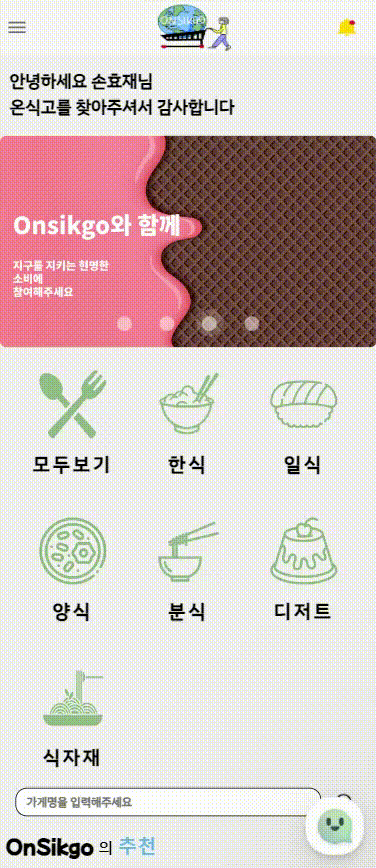 ONSIKGO
안녕하세요 손효재님
온식고를 찾아주셔서 감사합니다
Onsikgo와 함께
지구를 지키는 현명한
소비에
참여해주세요
모두보기 한식 일식
양식 분식 디저트
식자재
가게명을 입력해주세요
OnSikgo 의 추천